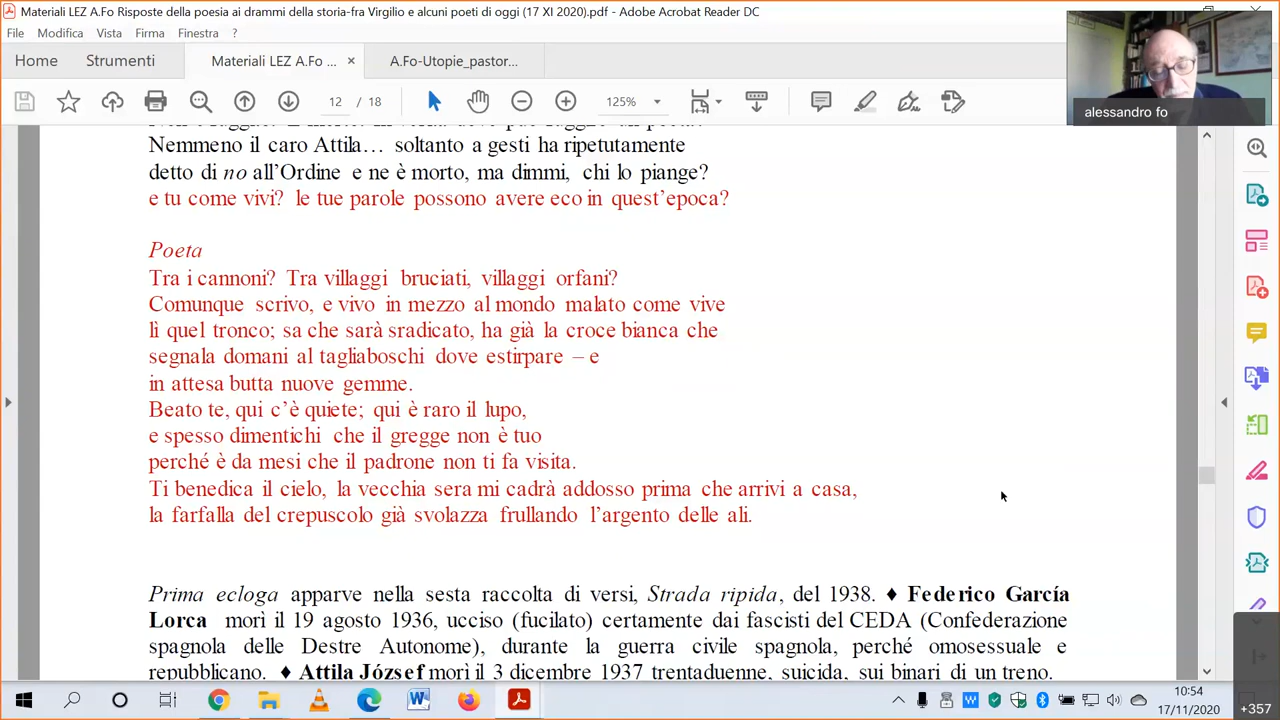 Materiali LEZ A.Fo Risposte della poesia ai drammi della storia-fra Virgilio e alcuni poeti di oggi (17 XI 2020).pdf - Adobe Acrobat Reader DC
File Modifica Vista Firma Finestra ?
Home Strumenti Materiali LEZ A.Fo ... × A.Fo-Utopie_pastor...
12 / 18 125%
alessandro fo
Nemmeno il caro Attila… soltanto a gesti ha ripetutamente
detto di no all’Ordine e ne è morto, ma dimmi, chi lo piange?
e tu come vivi? le tue parole possono avere eco in quest’epoca?
Poeta
Tra i cannoni? Tra villaggi bruciati, villaggi orfani?
Comunque scrivo, e vivo in mezzo al mondo malato come vive
lì quel tronco; sa che sarà sradicato, ha già la croce bianca che
segnala domani al tagliaboschi dove estirpare – e
in attesa butta nuove gemme.
Beato te, qui c’è quiete; qui è raro il lupo,
e spesso dimentichi che il gregge non è tuo
perché è da mesi che il padrone non ti fa visita.
Ti benedica il cielo, la vecchia sera mi cadrà addosso prima che arrivi a casa,
la farfalla del crepuscolo già svolazza frullando l’argento delle ali.
Prima ecloga apparve nella sesta raccolta di versi, Strada ripida, del 1938. ♦ Federico García
Lorca morì il 19 agosto 1936, ucciso (fucilato) certamente dai fascisti del CEDA (Confederazione
spagnola delle Destre Autonome), durante la guerra civile spagnola, perché omosessuale e
repubblicano. ♦ Attila József morì il 3 dicembre 1937 trentaduenne, suicida, sui binari di un treno.
10:54
17/11/2020
+357